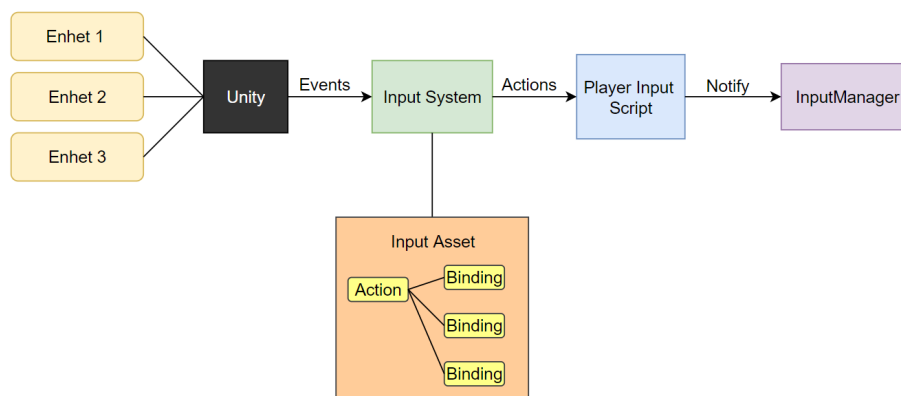 Enhet 1
Enhet 2
Enhet 3
Unity
Events
Input System
Actions
Player Input
Script
Notify
InputManager
Input Asset
Action
Binding
Binding
Binding